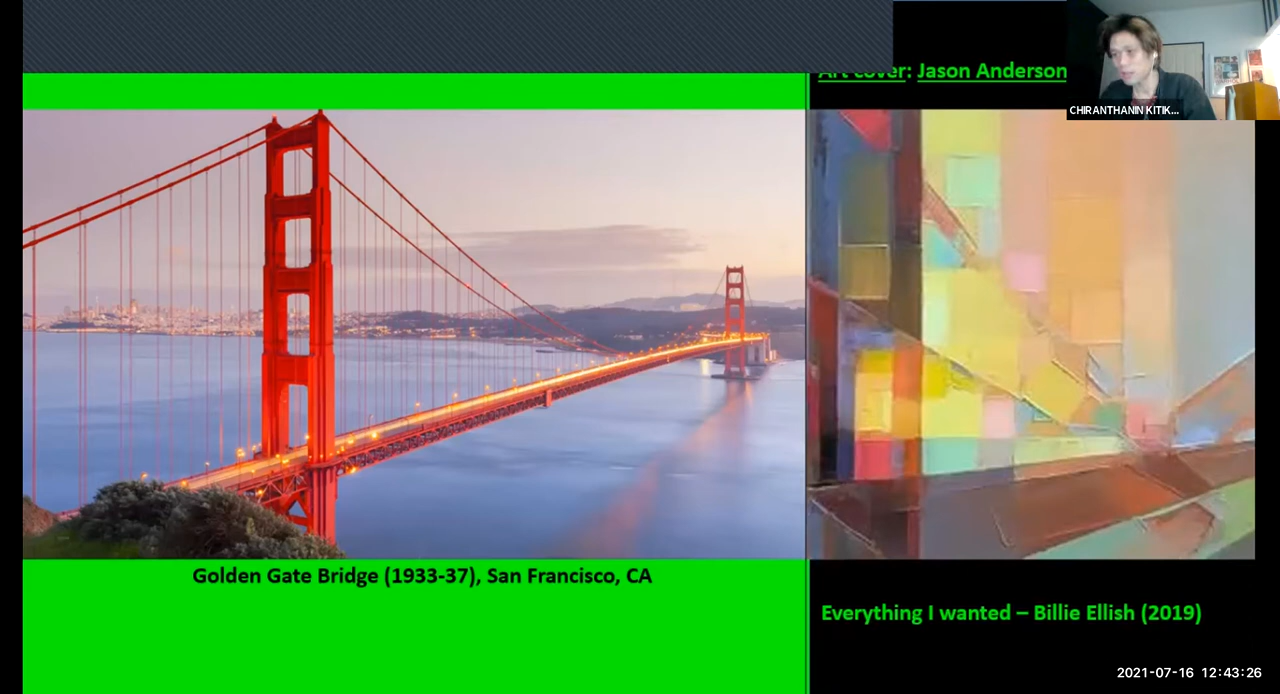 Art cover: Jason Anderson
CHIRANTHANIN KITIK...
Golden Gate Bridge (1933-37), San Francisco, CA
Everything I wanted – Billie Ellish (2019)
2021-07-16 12:43:26